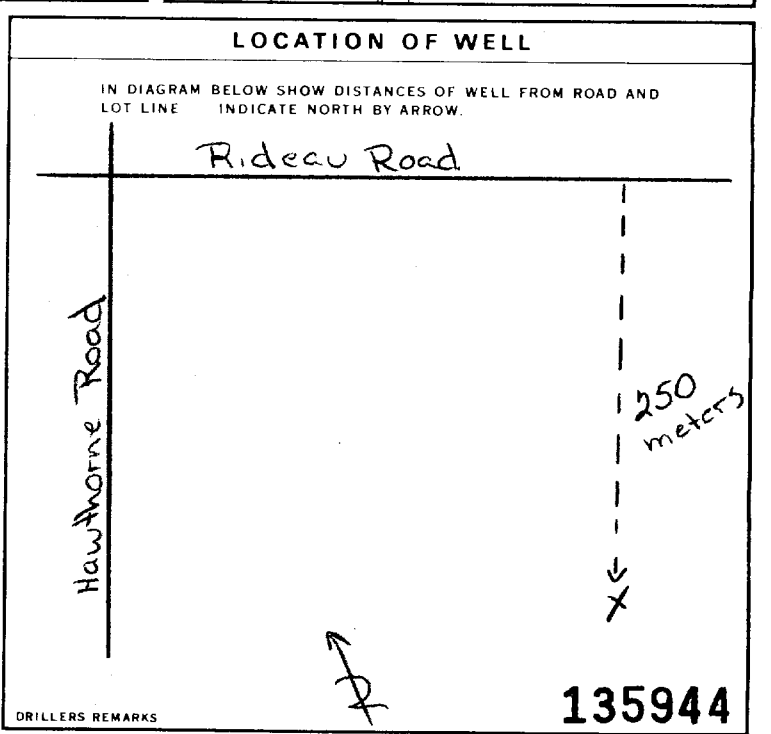 LOCATION OF WELL
IN DIAGRAM BELOW SHOW DISTANCES OF WELL FROM ROAD AND
LOT LINE INDICATE NORTH BY ARROW.
Rideau Road
Hawthorne Road
250
meters
X
DRILLERS REMARKS
135944